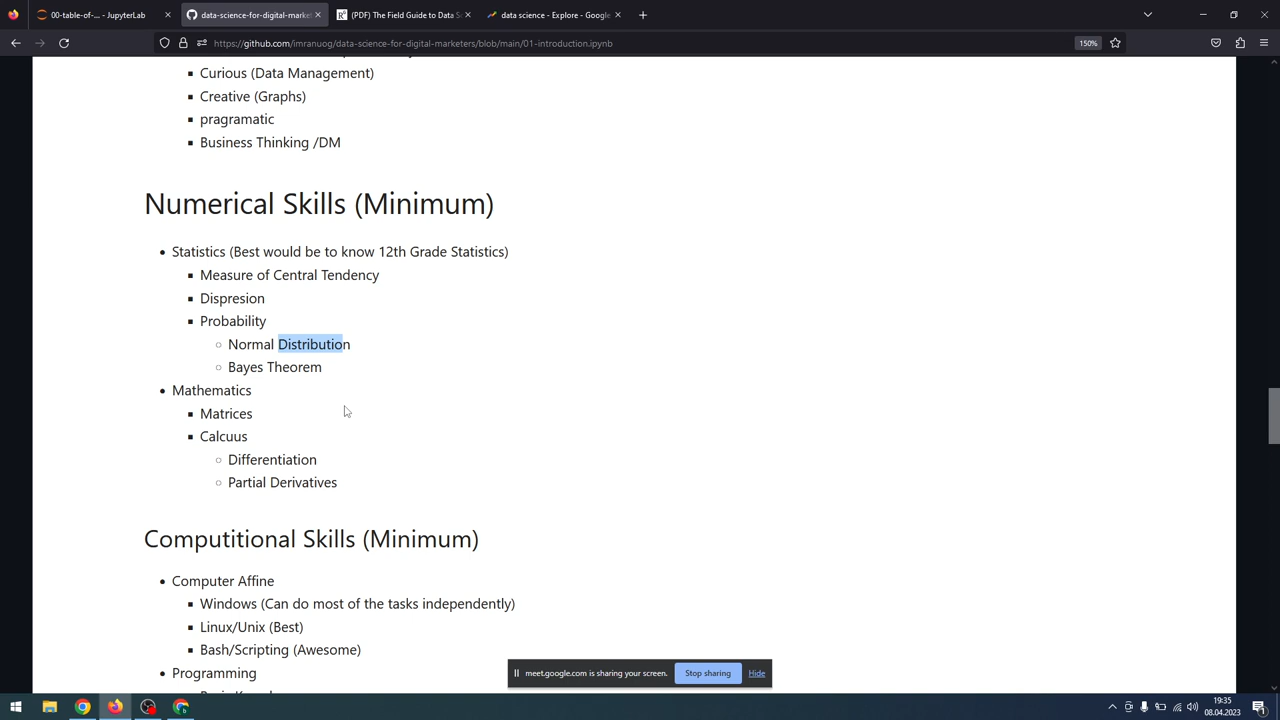 00-table-of-... - JupyterLab
data-science-for-digital-market
(PDF) The Field Guide to Data S
data science - Explore - Google
https://github.com/imranuog/data-science-for-digital-marketers/blob/main/01-introduction.ipynb
150%
Curious (Data Management)
Creative (Graphs)
pragramatic
Business Thinking /DM
Numerical Skills (Minimum)
Statistics (Best would be to know 12th Grade Statistics)
Measure of Central Tendency
Dispresion
Probability
Normal Distribution
Bayes Theorem
Mathematics
Matrices
Calcuus
Differentiation
Partial Derivatives
Computitional Skills (Minimum)
Computer Affine
Windows (Can do most of the tasks independently)
Linux/Unix (Best)
Bash/Scripting (Awesome)
Programming
meet.google.com is sharing your screen.
Stop sharing
Hide
19:35
08.04.2023